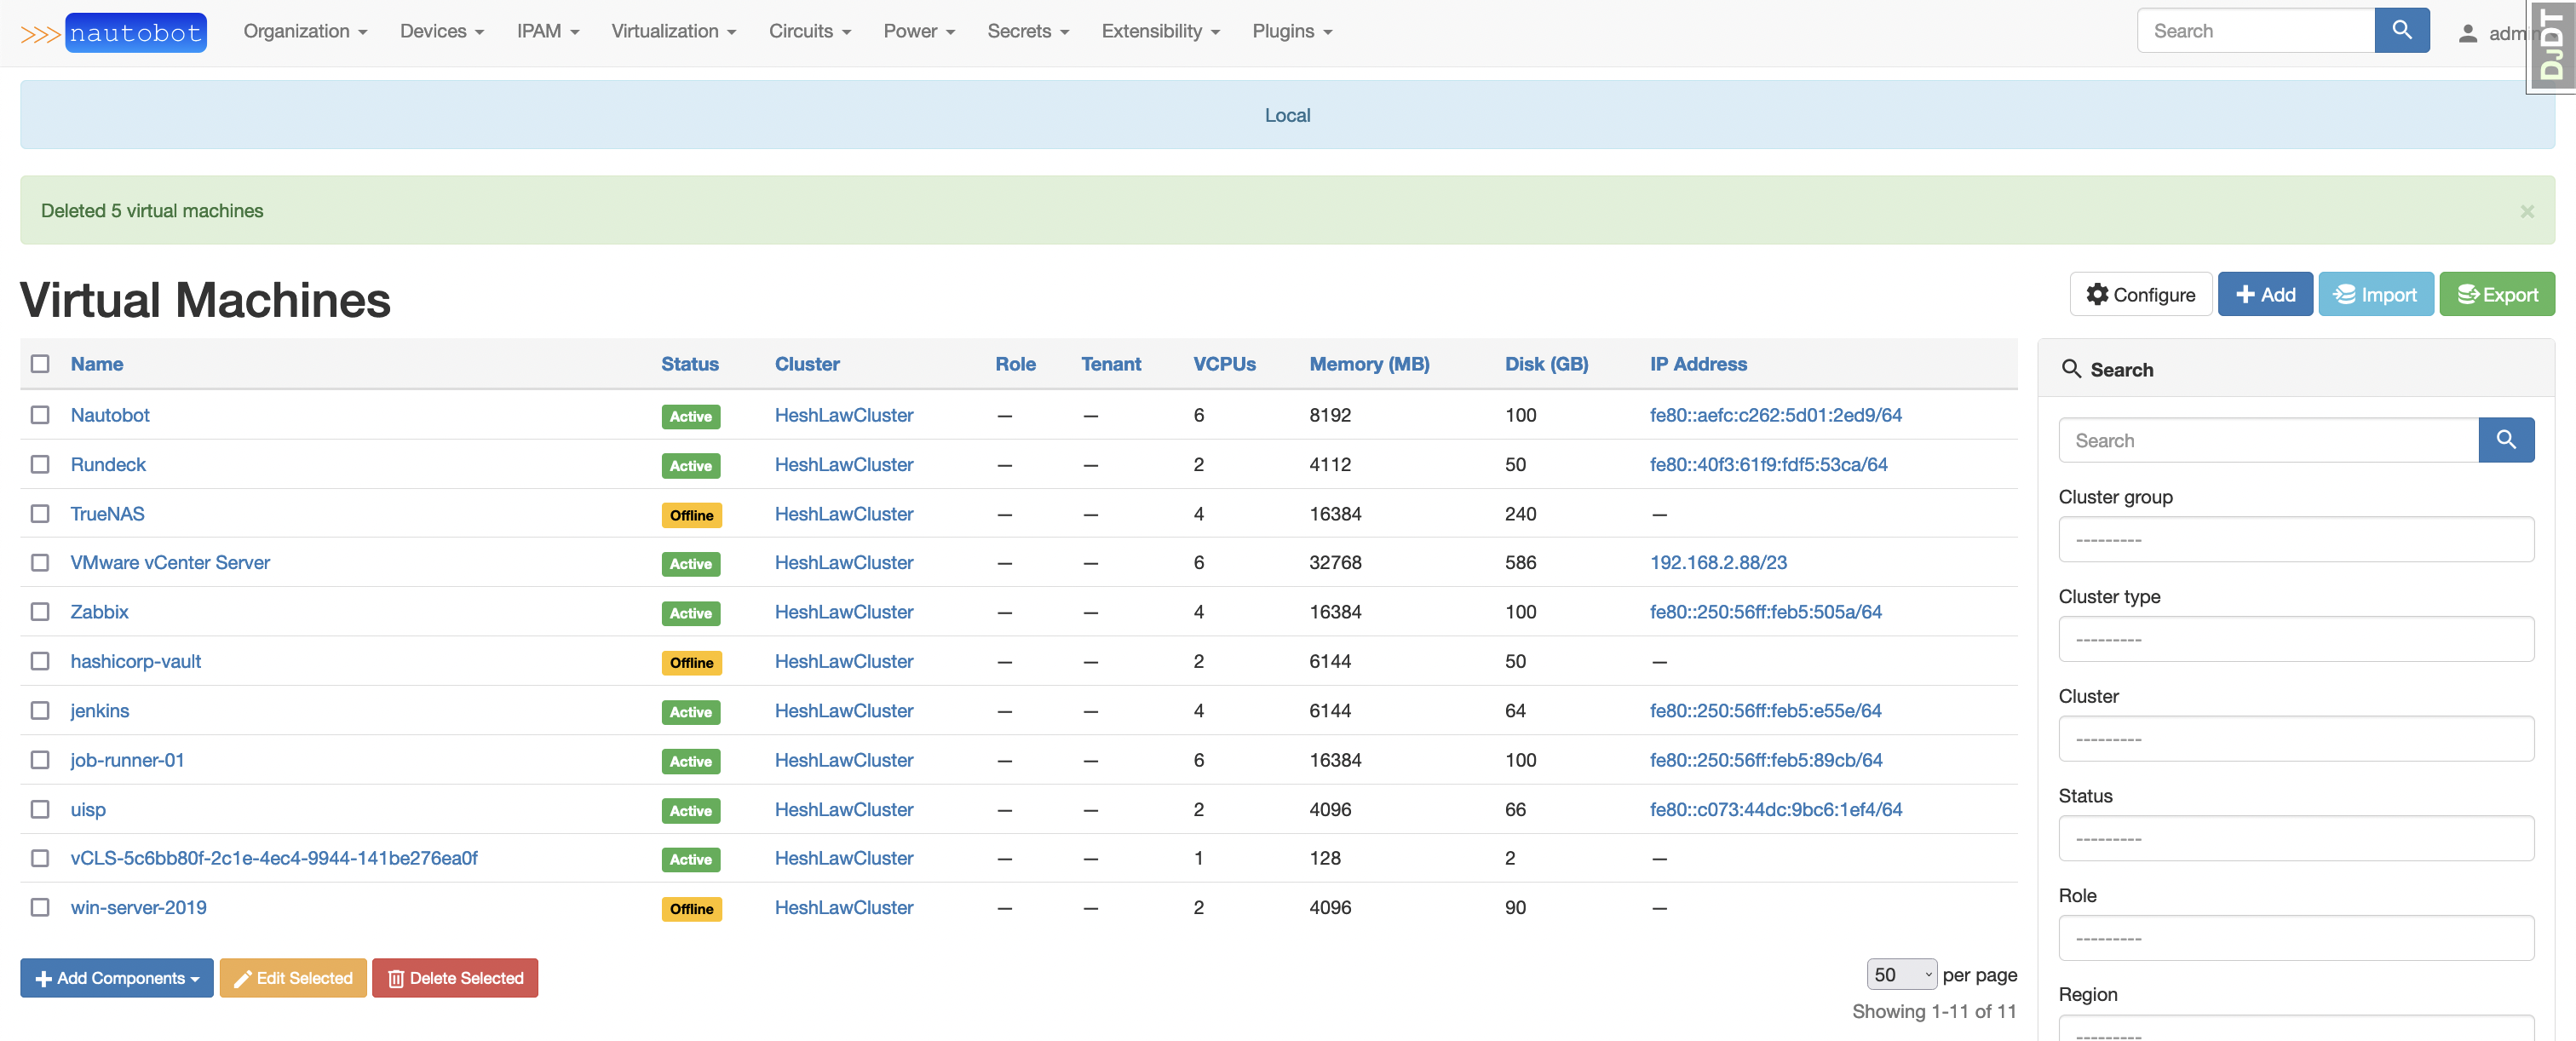 >>> nautobot Organization Devices IPAM Virtualization Circuits Power Secrets Extensibility Plugins Search admin DJDT
Local
Deleted 5 virtual machines ×
Virtual Machines Configure + Add Import Export
Name Status Cluster Role Tenant VCPUs Memory (MB) Disk (GB) IP Address
Nautobot Active HeshLawCluster — — 6 8192 100 fe80::aefc:c262:5d01:2ed9/64
Rundeck Active HeshLawCluster — — 2 4112 50 fe80::40f3:61f9:fdf5:53ca/64
TrueNAS Offline HeshLawCluster — — 4 16384 240 —
VMware vCenter Server Active HeshLawCluster — — 6 32768 586 192.168.2.88/23
Zabbix Active HeshLawCluster — — 4 16384 100 fe80::250:56ff:feb5:505a/64
hashicorp-vault Offline HeshLawCluster — — 2 6144 50 —
jenkins Active HeshLawCluster — — 4 6144 64 fe80::250:56ff:feb5:e55e/64
job-runner-01 Active HeshLawCluster — — 6 16384 100 fe80::250:56ff:feb5:89cb/64
uisp Active HeshLawCluster — — 2 4096 66 fe80::c073:44dc:9bc6:1ef4/64
vCLS-5c6bb80f-2c1e-4ec4-9944-141be276ea0f Active HeshLawCluster — — 1 128 2 —
win-server-2019 Offline HeshLawCluster — — 2 4096 90 —
+ Add Components Edit Selected Delete Selected
50 per page
Showing 1-11 of 11
Search
Search
Cluster group
---------
Cluster type
---------
Cluster
---------
Status
---------
Role
---------
Region
---------